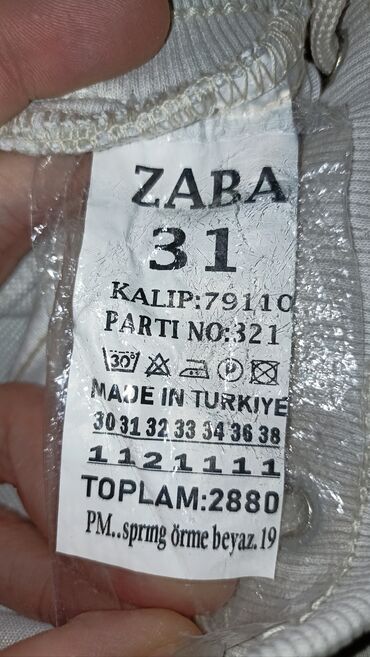 ZABA
31
KALIP:79110
PARTI NO:321
30°
MADE IN TURKIYE
30 31 32 33 34 36 38
1 1 2 1 1 1 1
TOPLAM:2880
PM..sprmg örme beyaz.19